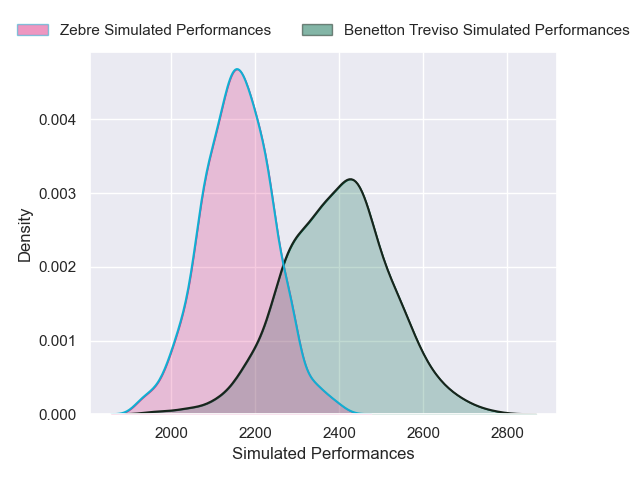 Zebre Simulated Performances Benetton Treviso Simulated Performances
0.004
0.003
0.002
0.001
0.000
Density
2000 2200 2400 2600 2800
Simulated Performances